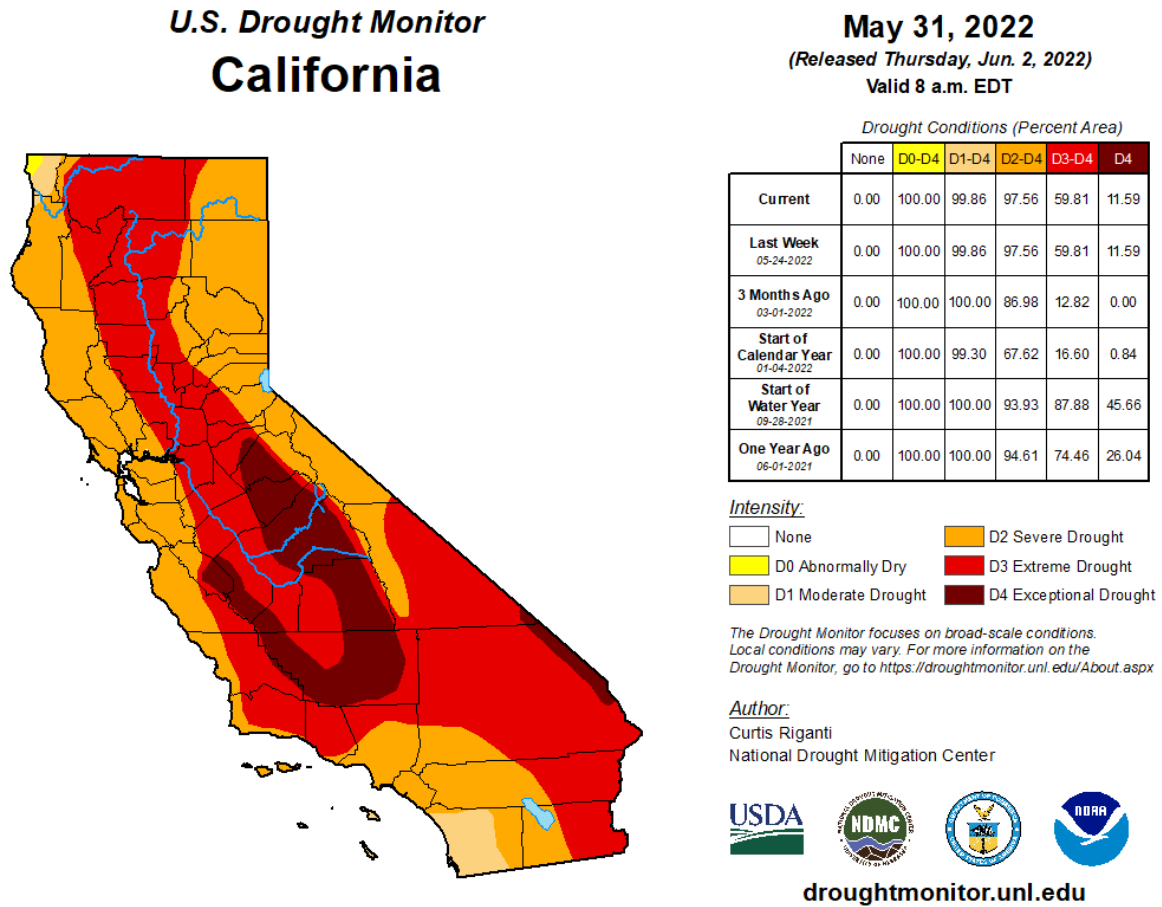 U.S. Drought Monitor
California
May 31, 2022
(Released Thursday, Jun. 2, 2022)
Valid 8 a.m. EDT
Drought Conditions (Percent Area)
None D0-D4 D1-D4 D2-D4 D3-D4 D4
Current 0.00 100.00 99.86 97.56 59.81 11.59
Last Week
05-24-2022 0.00 100.00 99.86 97.56 59.81 11.59
3 Months Ago
03-01-2022 0.00 100.00 100.00 86.98 12.82 0.00
Start of
Calendar Year
01-04-2022 0.00 100.00 99.30 67.62 16.60 0.84
Start of
Water Year
09-28-2021 0.00 100.00 100.00 93.93 87.88 45.66
One Year Ago
06-01-2021 0.00 100.00 100.00 94.61 74.46 26.04
Intensity:
None
D0 Abnormally Dry
D1 Moderate Drought
D2 Severe Drought
D3 Extreme Drought
D4 Exceptional Drought
The Drought Monitor focuses on broad-scale conditions.
Local conditions may vary. For more information on the
Drought Monitor, go to https://droughtmonitor.unl.edu/About.aspx
Author:
Curtis Riganti
National Drought Mitigation Center
USDA
NDMC
NOAA
droughtmonitor.unl.edu